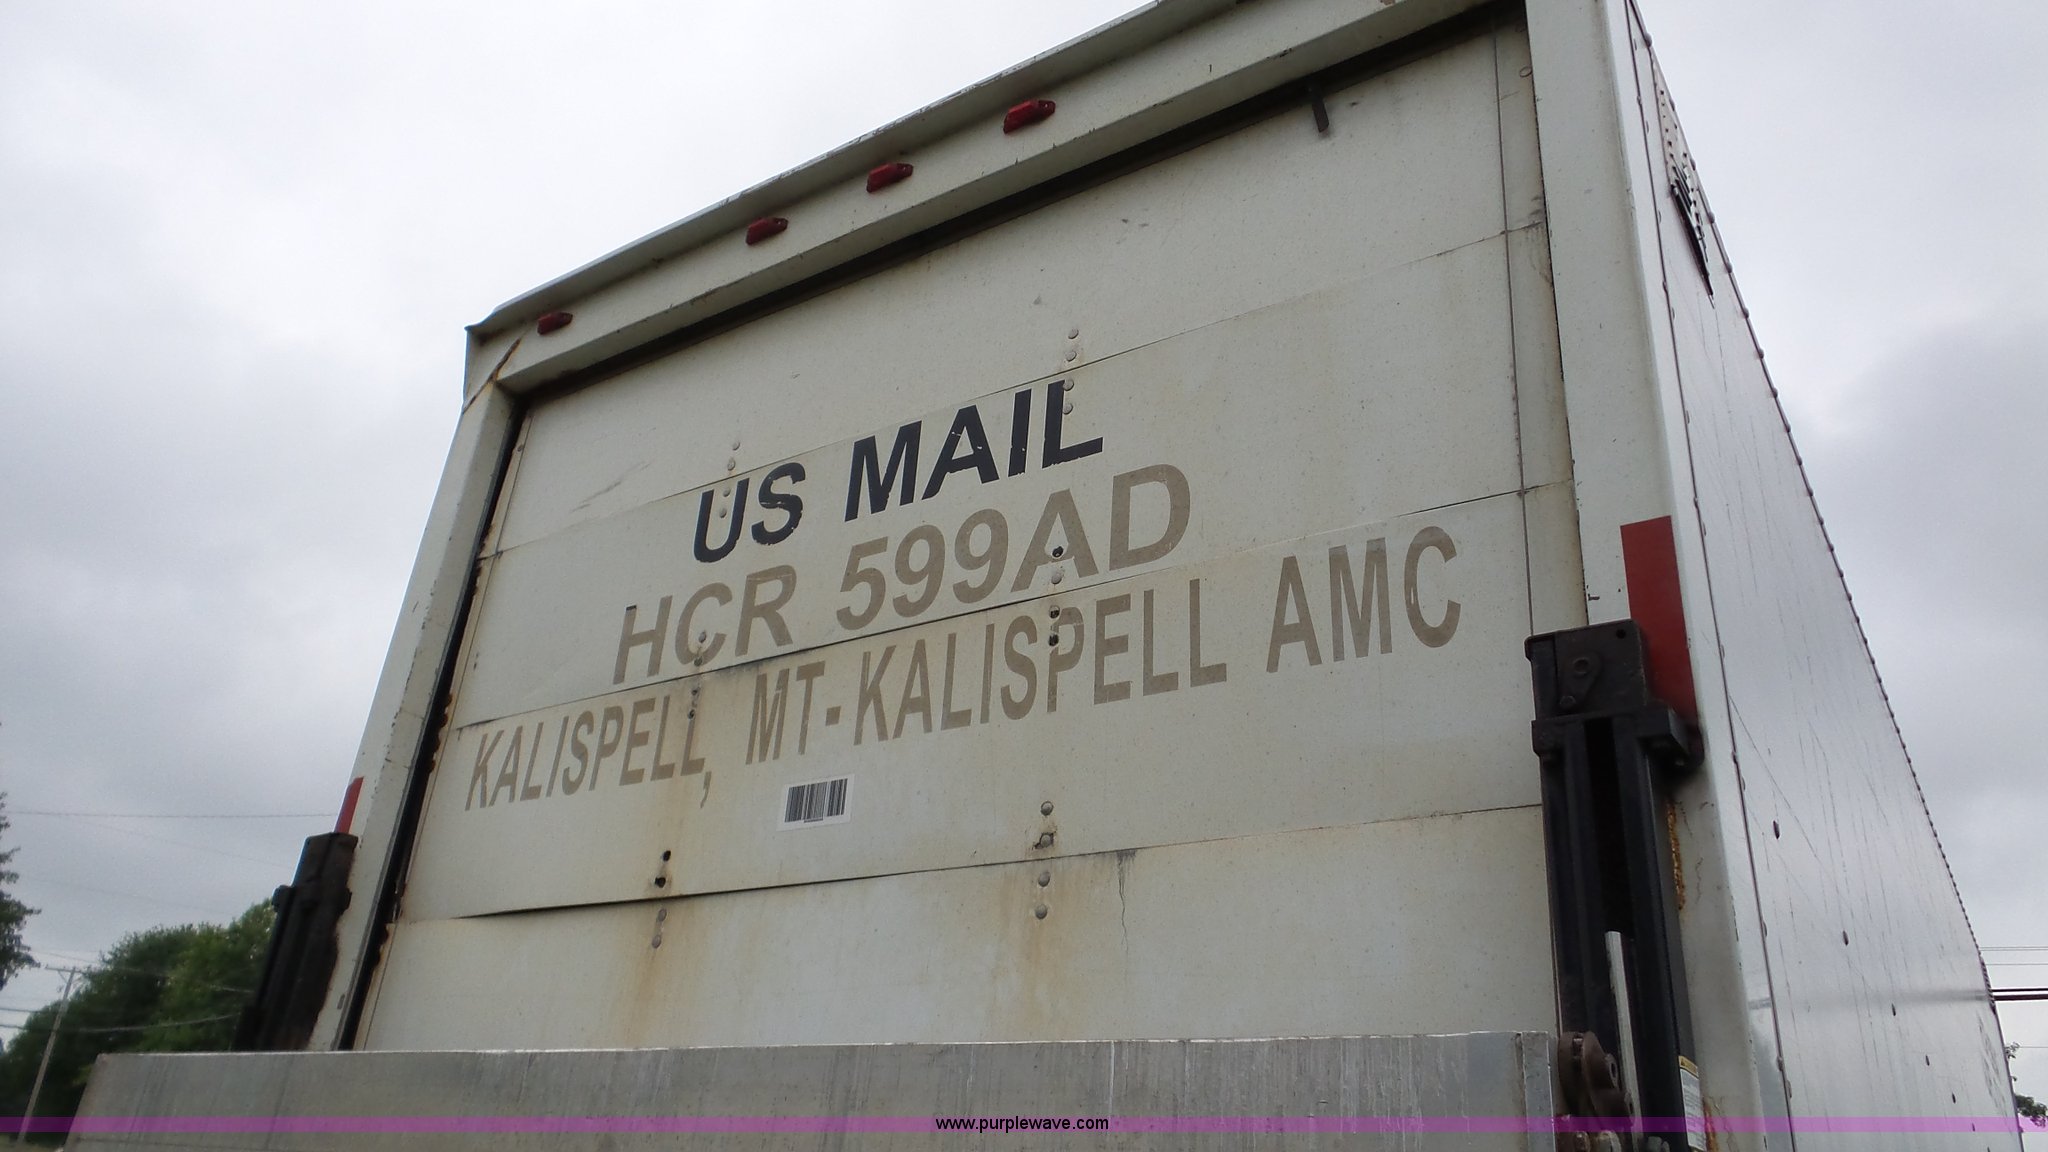 US MAIL
HCR 599AD
KALISPELL, MT-KALISPELL AMC
www.purplewave.com